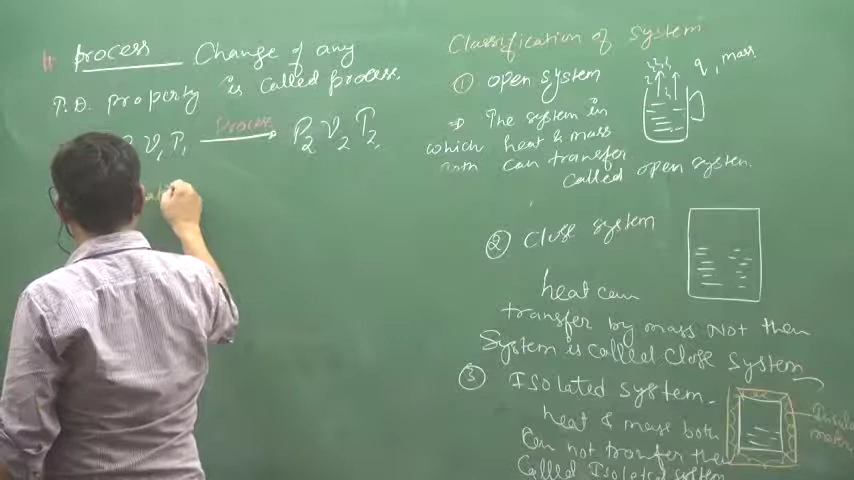 process Change of any
T.D. property is called process.
P V₁ T₁ process P₂ V₂ T₂
Classification of system
① open system
q, mass
⇒ The system in
which heat & mass
both can transfer
called open system.
② Close system
heat can
transfer by mass Not then
System is called Close System
③ Isolated system.
heat & mass both
Can not transfer then
Called Isolated system